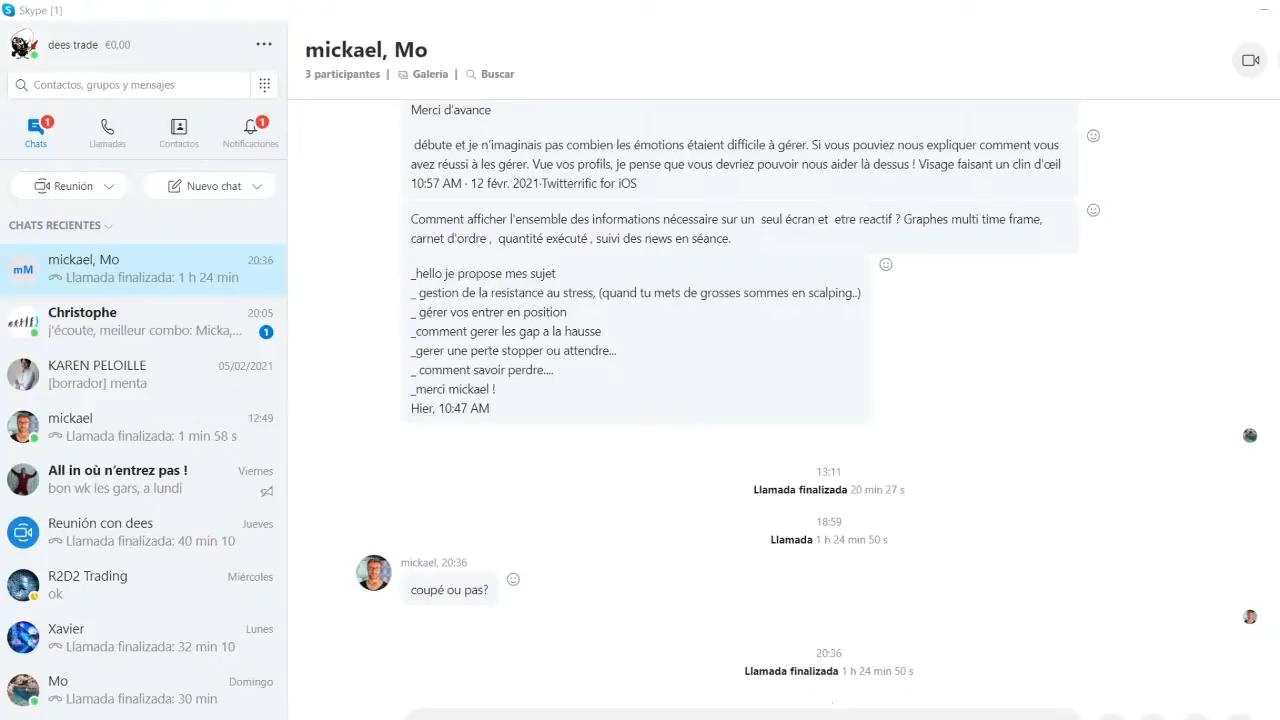 Skype [1]
dees trade €0,00
Contactos, grupos y mensajes
1
1
Chats
Llamadas
Contactos
Notificaciones
Reunión
Nuevo chat
CHATS RECIENTES
mM
mickael, Mo
20:36
Llamada finalizada: 1 h 24 min
Christophe
20:05
j'écoute, meilleur combo: Micka,...
1
KAREN PELOILLE
05/02/2021
[borrador] menta
mickael
12:49
Llamada finalizada: 1 min 58 s
All in où n'entrez pas !
Viernes
bon wk les gars, a lundi
Reunión con dees
Jueves
Llamada finalizada: 40 min 10
R2D2 Trading
Miércoles
ok
Xavier
Lunes
Llamada finalizada: 32 min 10
Mo
Domingo
Llamada finalizada: 30 min
mickael, Mo
3 participantes | Galería | Buscar
Merci d'avance
débute et je n'imaginais pas combien les émotions étaient difficile à gérer. Si vous pouviez nous expliquer comment vous
avez réussi à les gérer. Vue vos profils, je pense que vous devriez pouvoir nous aider là dessus ! Visage faisant un clin d'œil
10:57 AM · 12 févr. 2021·Twitterrific for iOS
Comment afficher l'ensemble des informations nécessaire sur un seul écran et etre reactif ? Graphes multi time frame,
carnet d'ordre , quantité exécuté , suivi des news en séance.
_hello je propose mes sujet
_ gestion de la resistance au stress, (quand tu mets de grosses sommes en scalping..)
_ gérer vos entrer en position
_comment gerer les gap a la hausse
_gerer une perte stopper ou attendre...
_ comment savoir perdre....
_merci mickael !
Hier, 10:47 AM
13:11
Llamada finalizada 20 min 27 s
18:59
Llamada 1 h 24 min 50 s
mickael, 20:36
coupé ou pas?
20:36
Llamada finalizada 1 h 24 min 50 s